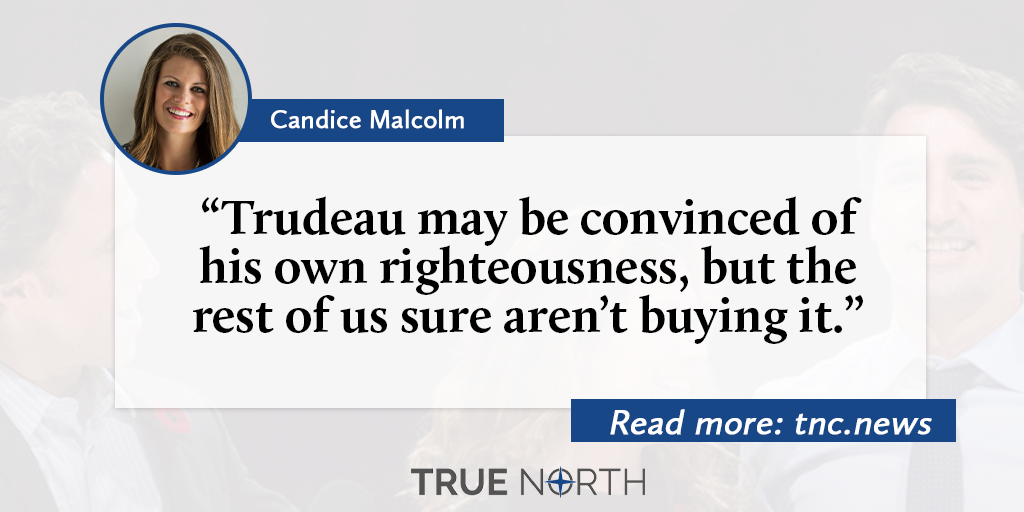 Candice Malcolm
“Trudeau may be convinced of
his own righteousness, but the
rest of us sure aren’t buying it.”
Read more: tnc.news
TRUE NORTH